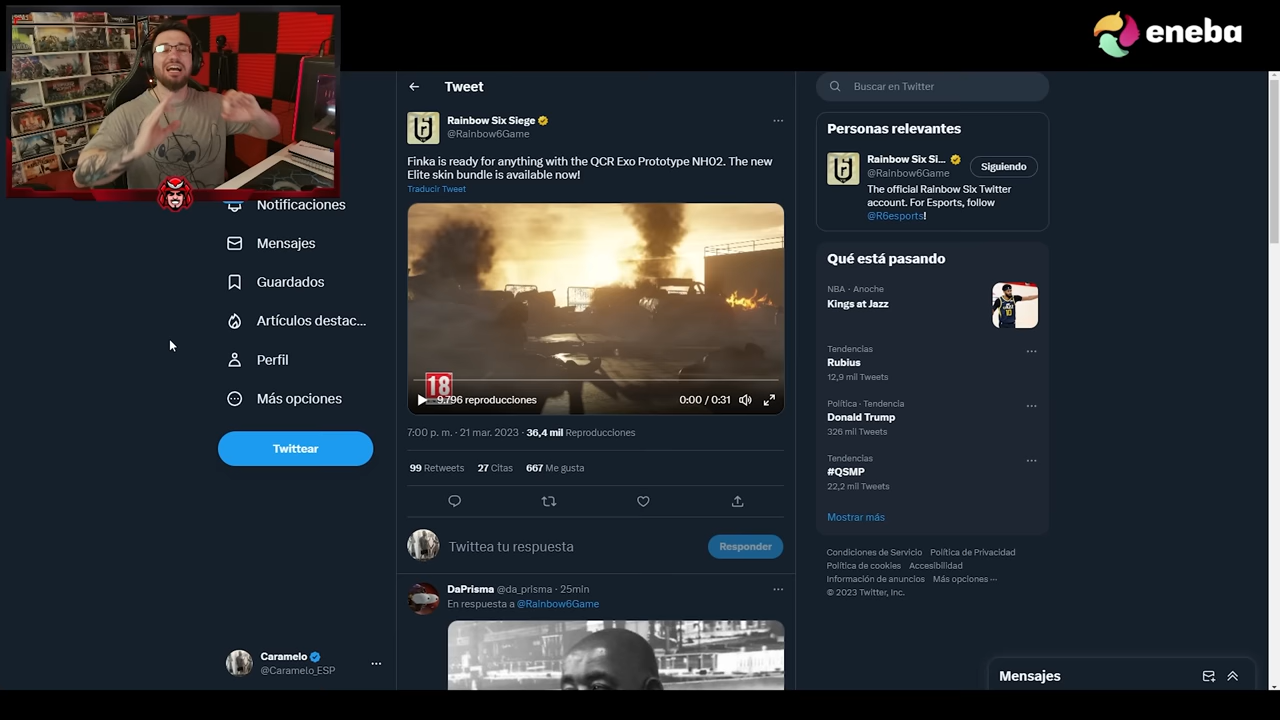 eneba
Notificaciones
Mensajes
Guardados
Artículos destac...
Perfil
Más opciones
Twittear
Caramelo
@Caramelo_ESP
Tweet
Rainbow Six Siege
@Rainbow6Game
Finka is ready for anything with the QCR Exo Prototype NH02. The new
Elite skin bundle is available now!
Traducir Tweet
18
9.796 reproducciones
0:00 / 0:31
7:00 p. m. · 21 mar. 2023 · 36,4 mil Reproducciones
99 Retweets 27 Citas 667 Me gusta
Twittea tu respuesta
Responder
DaPrisma @da_prisma · 25min
En respuesta a @Rainbow6Game
Buscar en Twitter
Personas relevantes
Rainbow Six Si...
@Rainbow6Game
Siguiendo
The official Rainbow Six Twitter
account. For Esports, follow
@R6esports!
Qué está pasando
NBA · Anoche
Kings at Jazz
Tendencias
Rubius
12,9 mil Tweets
Política · Tendencia
Donald Trump
326 mil Tweets
Tendencias
#QSMP
22,2 mil Tweets
Mostrar más
Condiciones de Servicio Política de Privacidad
Política de cookies Accesibilidad
Información de anuncios Más opciones ···
© 2023 Twitter, Inc.
Mensajes